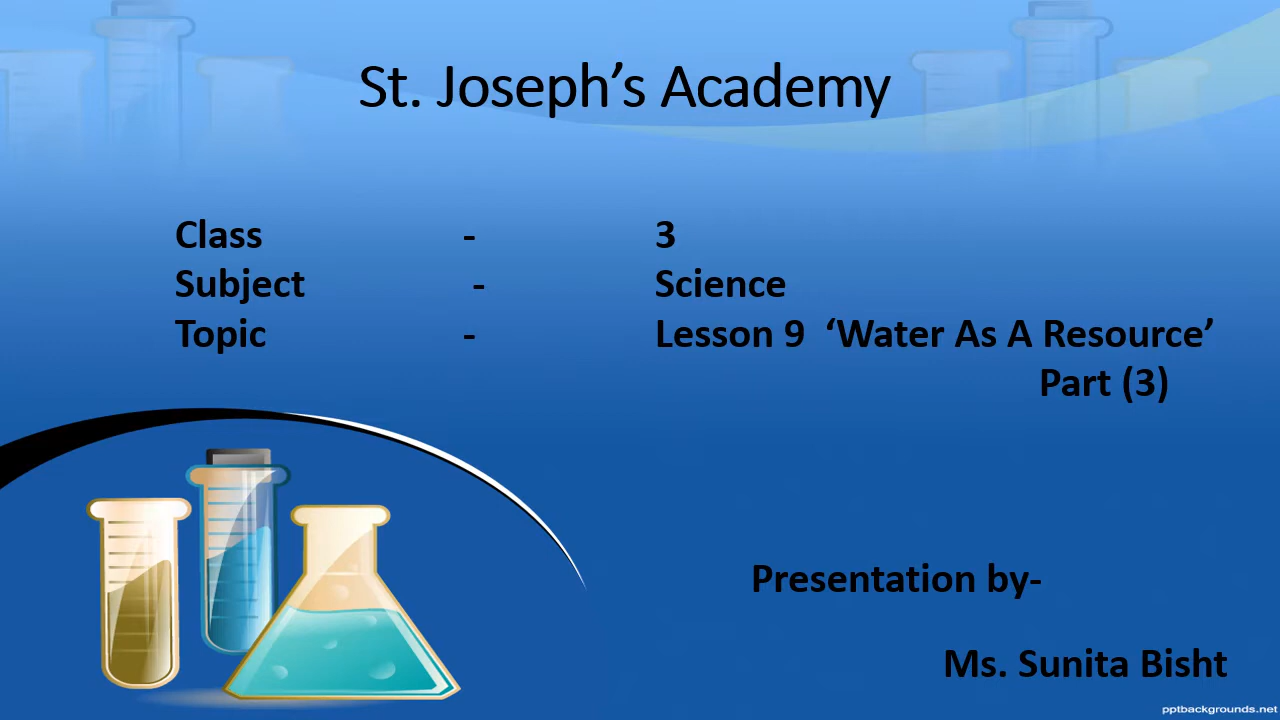 St. Joseph’s Academy
Class - 3
Subject - Science
Topic - Lesson 9 ‘Water As A Resource’
Part (3)
Presentation by-
Ms. Sunita Bisht
pptbackgrounds.net